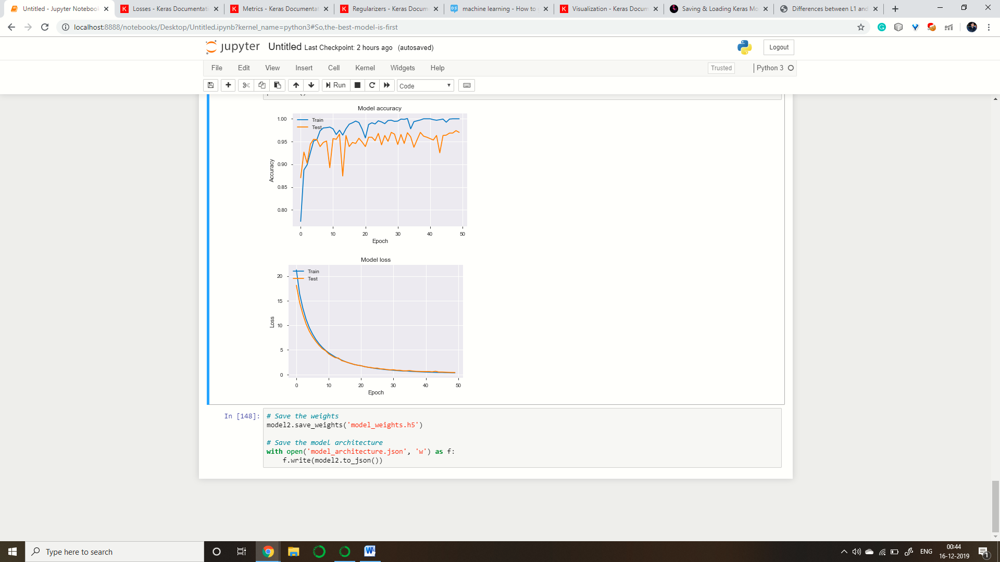 Untitled - Jupyter Noteboo
Losses - Keras Documentati
Metrics - Keras Documentat
Regularizers - Keras Docum
machine learning - How to
Visualization - Keras Docum
Saving & Loading Keras Mo
Differences between L1 and
localhost:8888/notebooks/Desktop/Untitled.ipynb?kernel_name=python3#So,the-best-model-is-first
jupyter Untitled Last Checkpoint: 2 hours ago (autosaved)
Logout
File Edit View Insert Cell Kernel Widgets Help
Trusted
Python 3
Run
Code
Model accuracy
Train
Test
1.00
0.95
0.90
0.85
0.80
Accuracy
0 10 20 30 40 50
Epoch
Model loss
Train
Test
20
15
10
5
0
Loss
0 10 20 30 40 50
Epoch
In [148]:
# Save the weights
model2.save_weights('model_weights.h5')
# Save the model architecture
with open('model_architecture.json', 'w') as f:
    f.write(model2.to_json())
Type here to search
ENG
00:44
16-12-2019
1